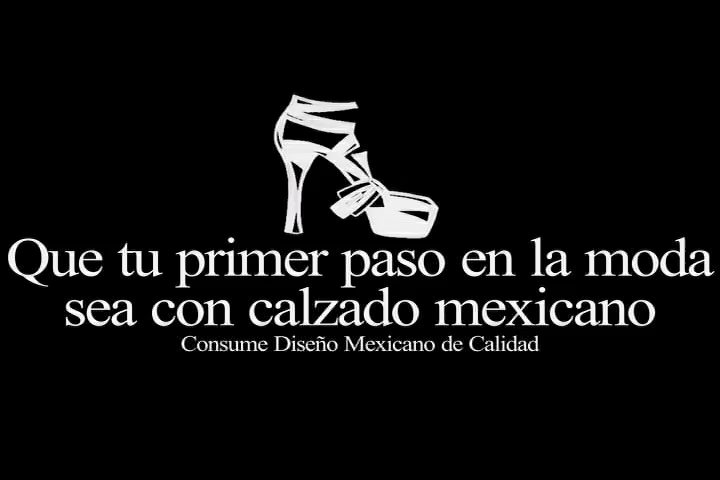 Que tu primer paso en la moda
sea con calzado mexicano
Consume Diseño Mexicano de Calidad